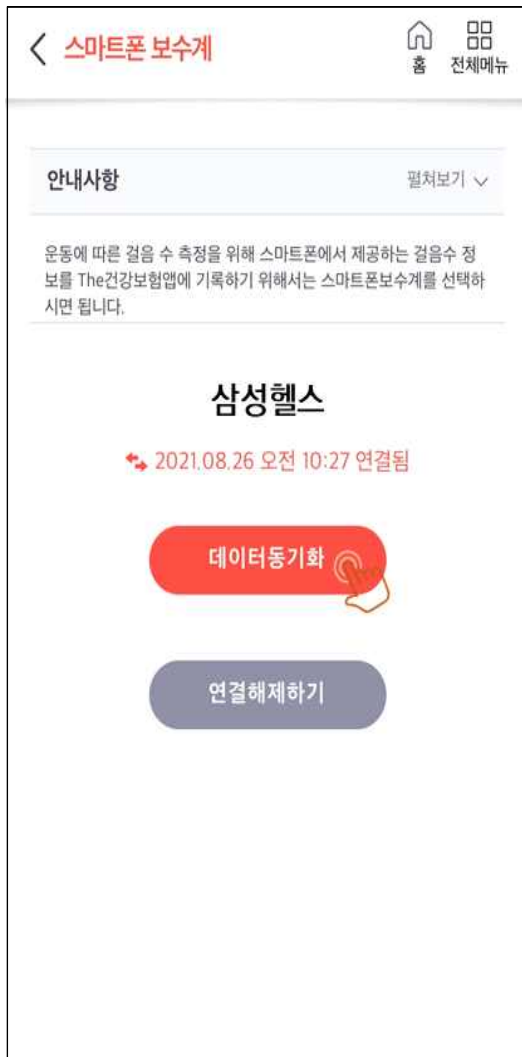 스마트폰 보수계
홈
전체메뉴
안내사항
펼쳐보기
운동에 따른 걸음 수 측정을 위해 스마트폰에서 제공하는 걸음수 정
보를 The건강보험앱에 기록하기 위해서는 스마트폰보수계를 선택하
시면 됩니다.
삼성헬스
2021.08.26 오전 10:27 연결됨
데이터동기화
연결해제하기